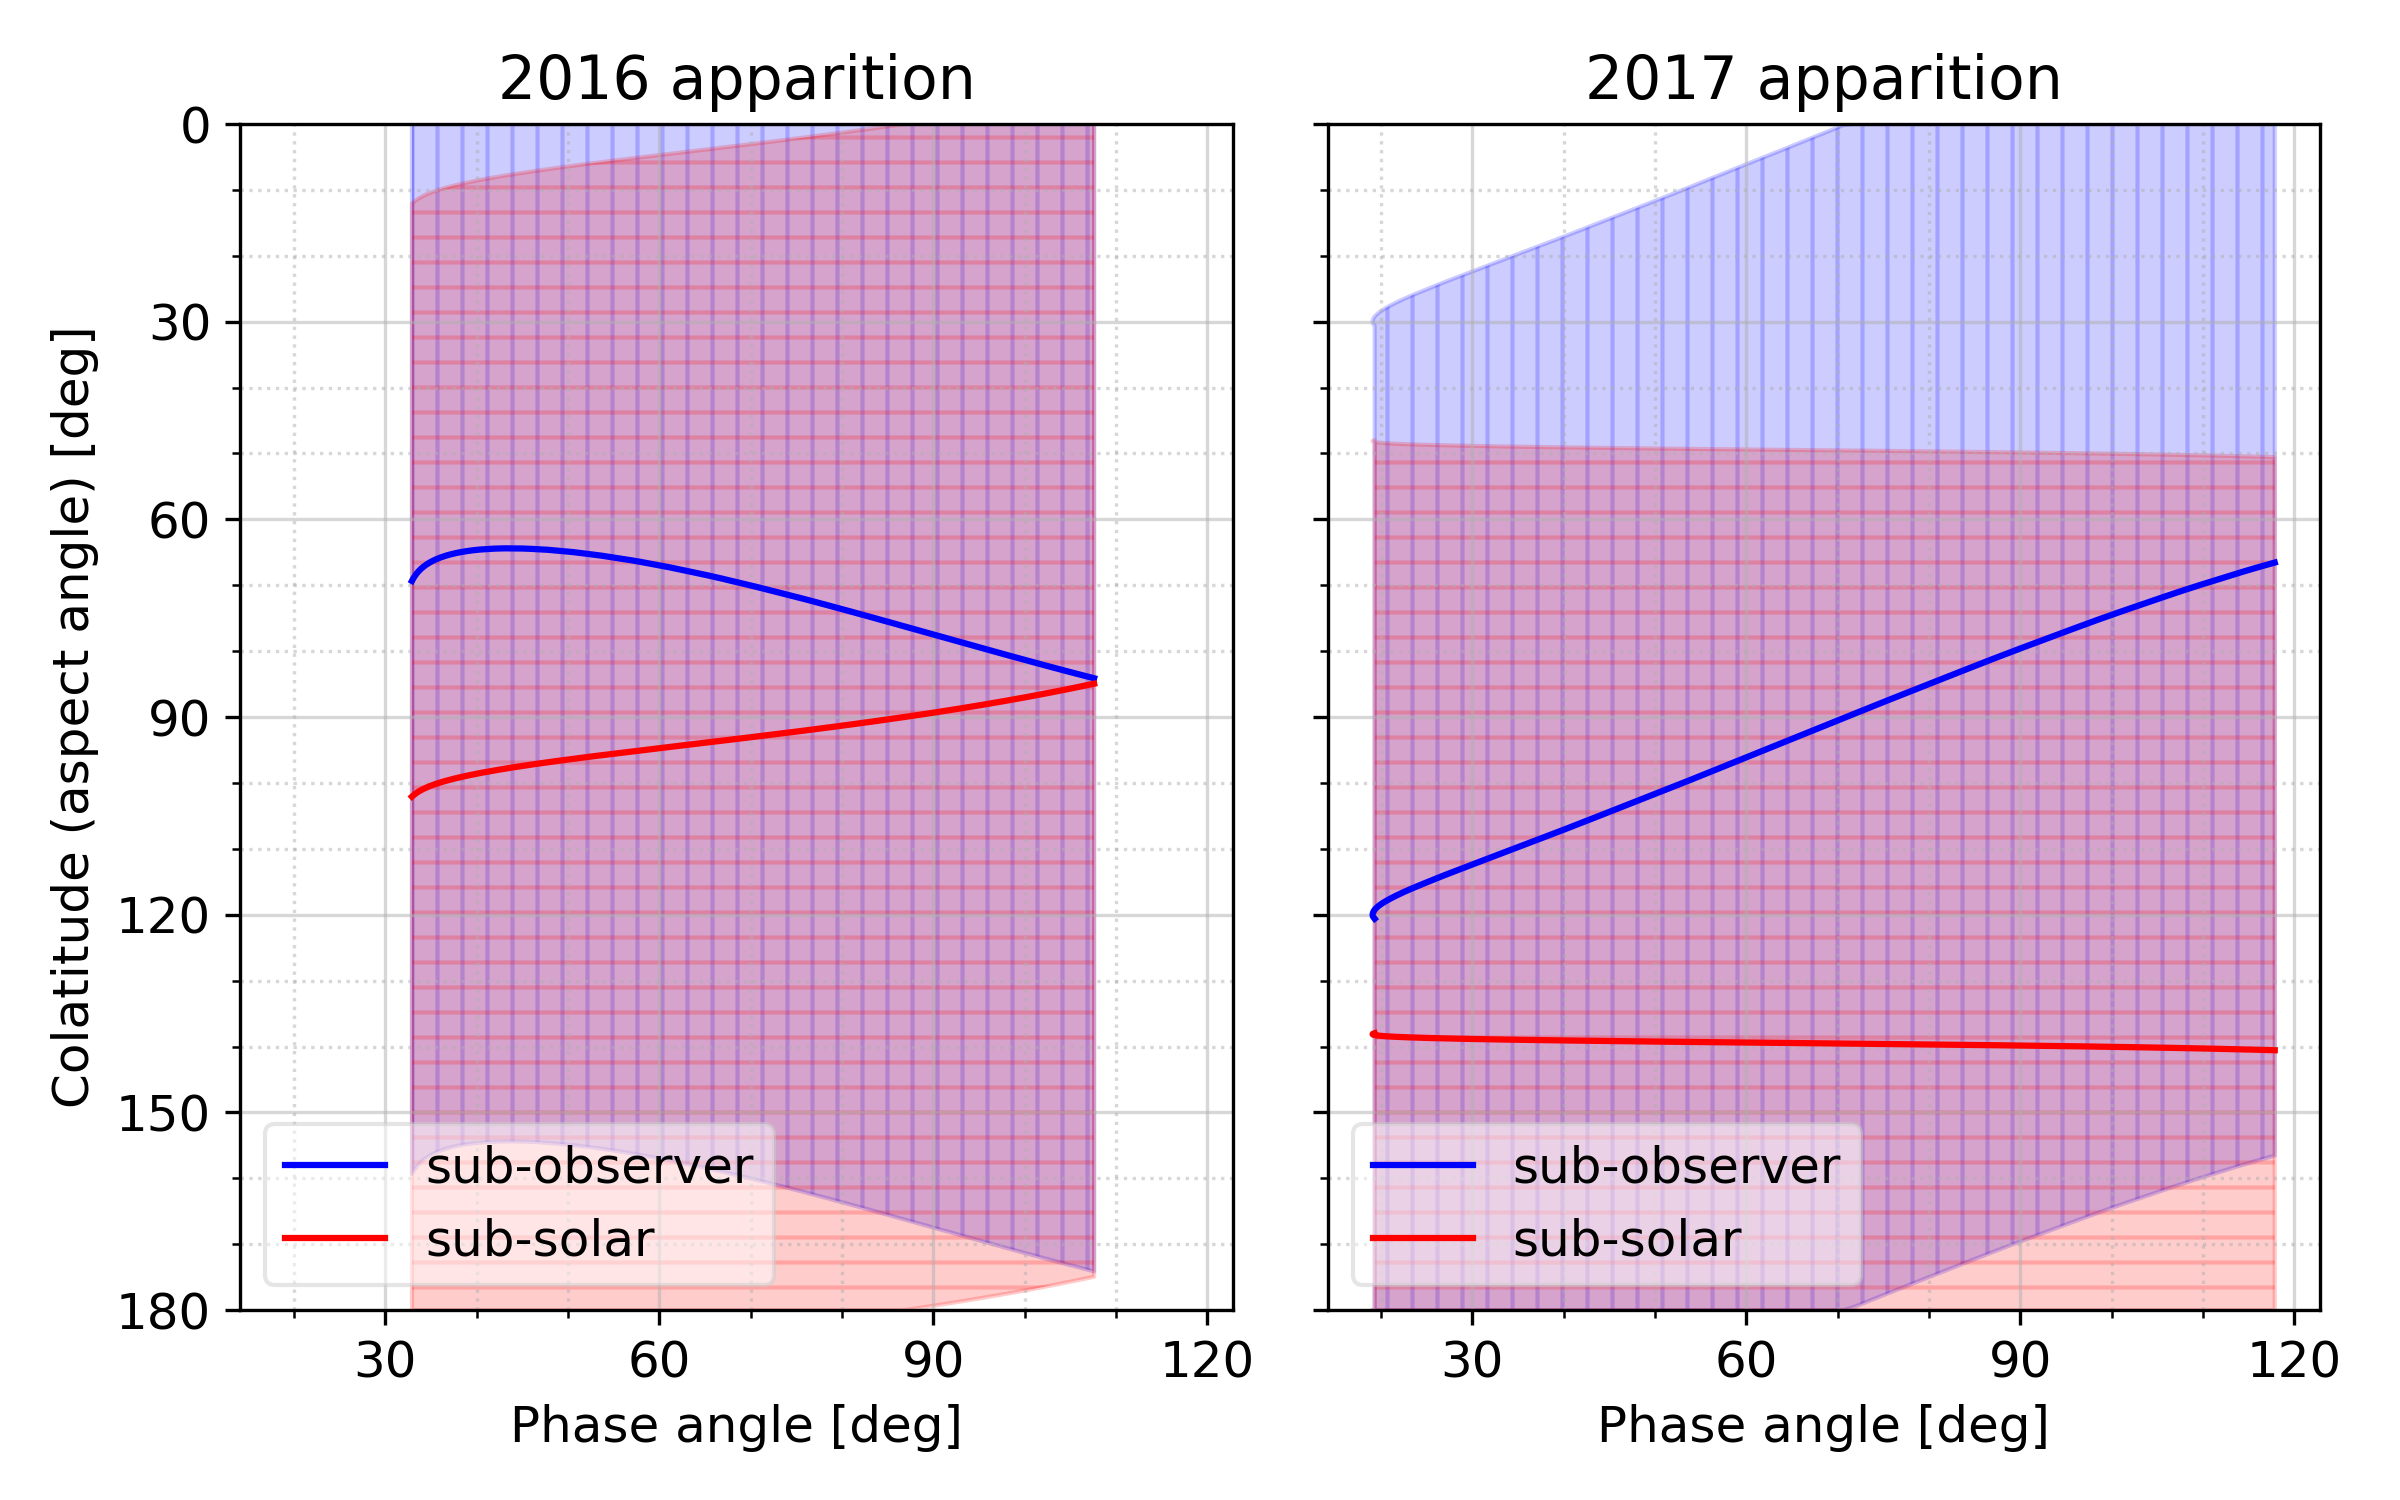 2016 apparition
2017 apparition
Colatitude (aspect angle) [deg]
0
30
60
90
120
150
180
sub-observer
sub-solar
sub-observer
sub-solar
30 60 90 120
30 60 90 120
Phase angle [deg]
Phase angle [deg]